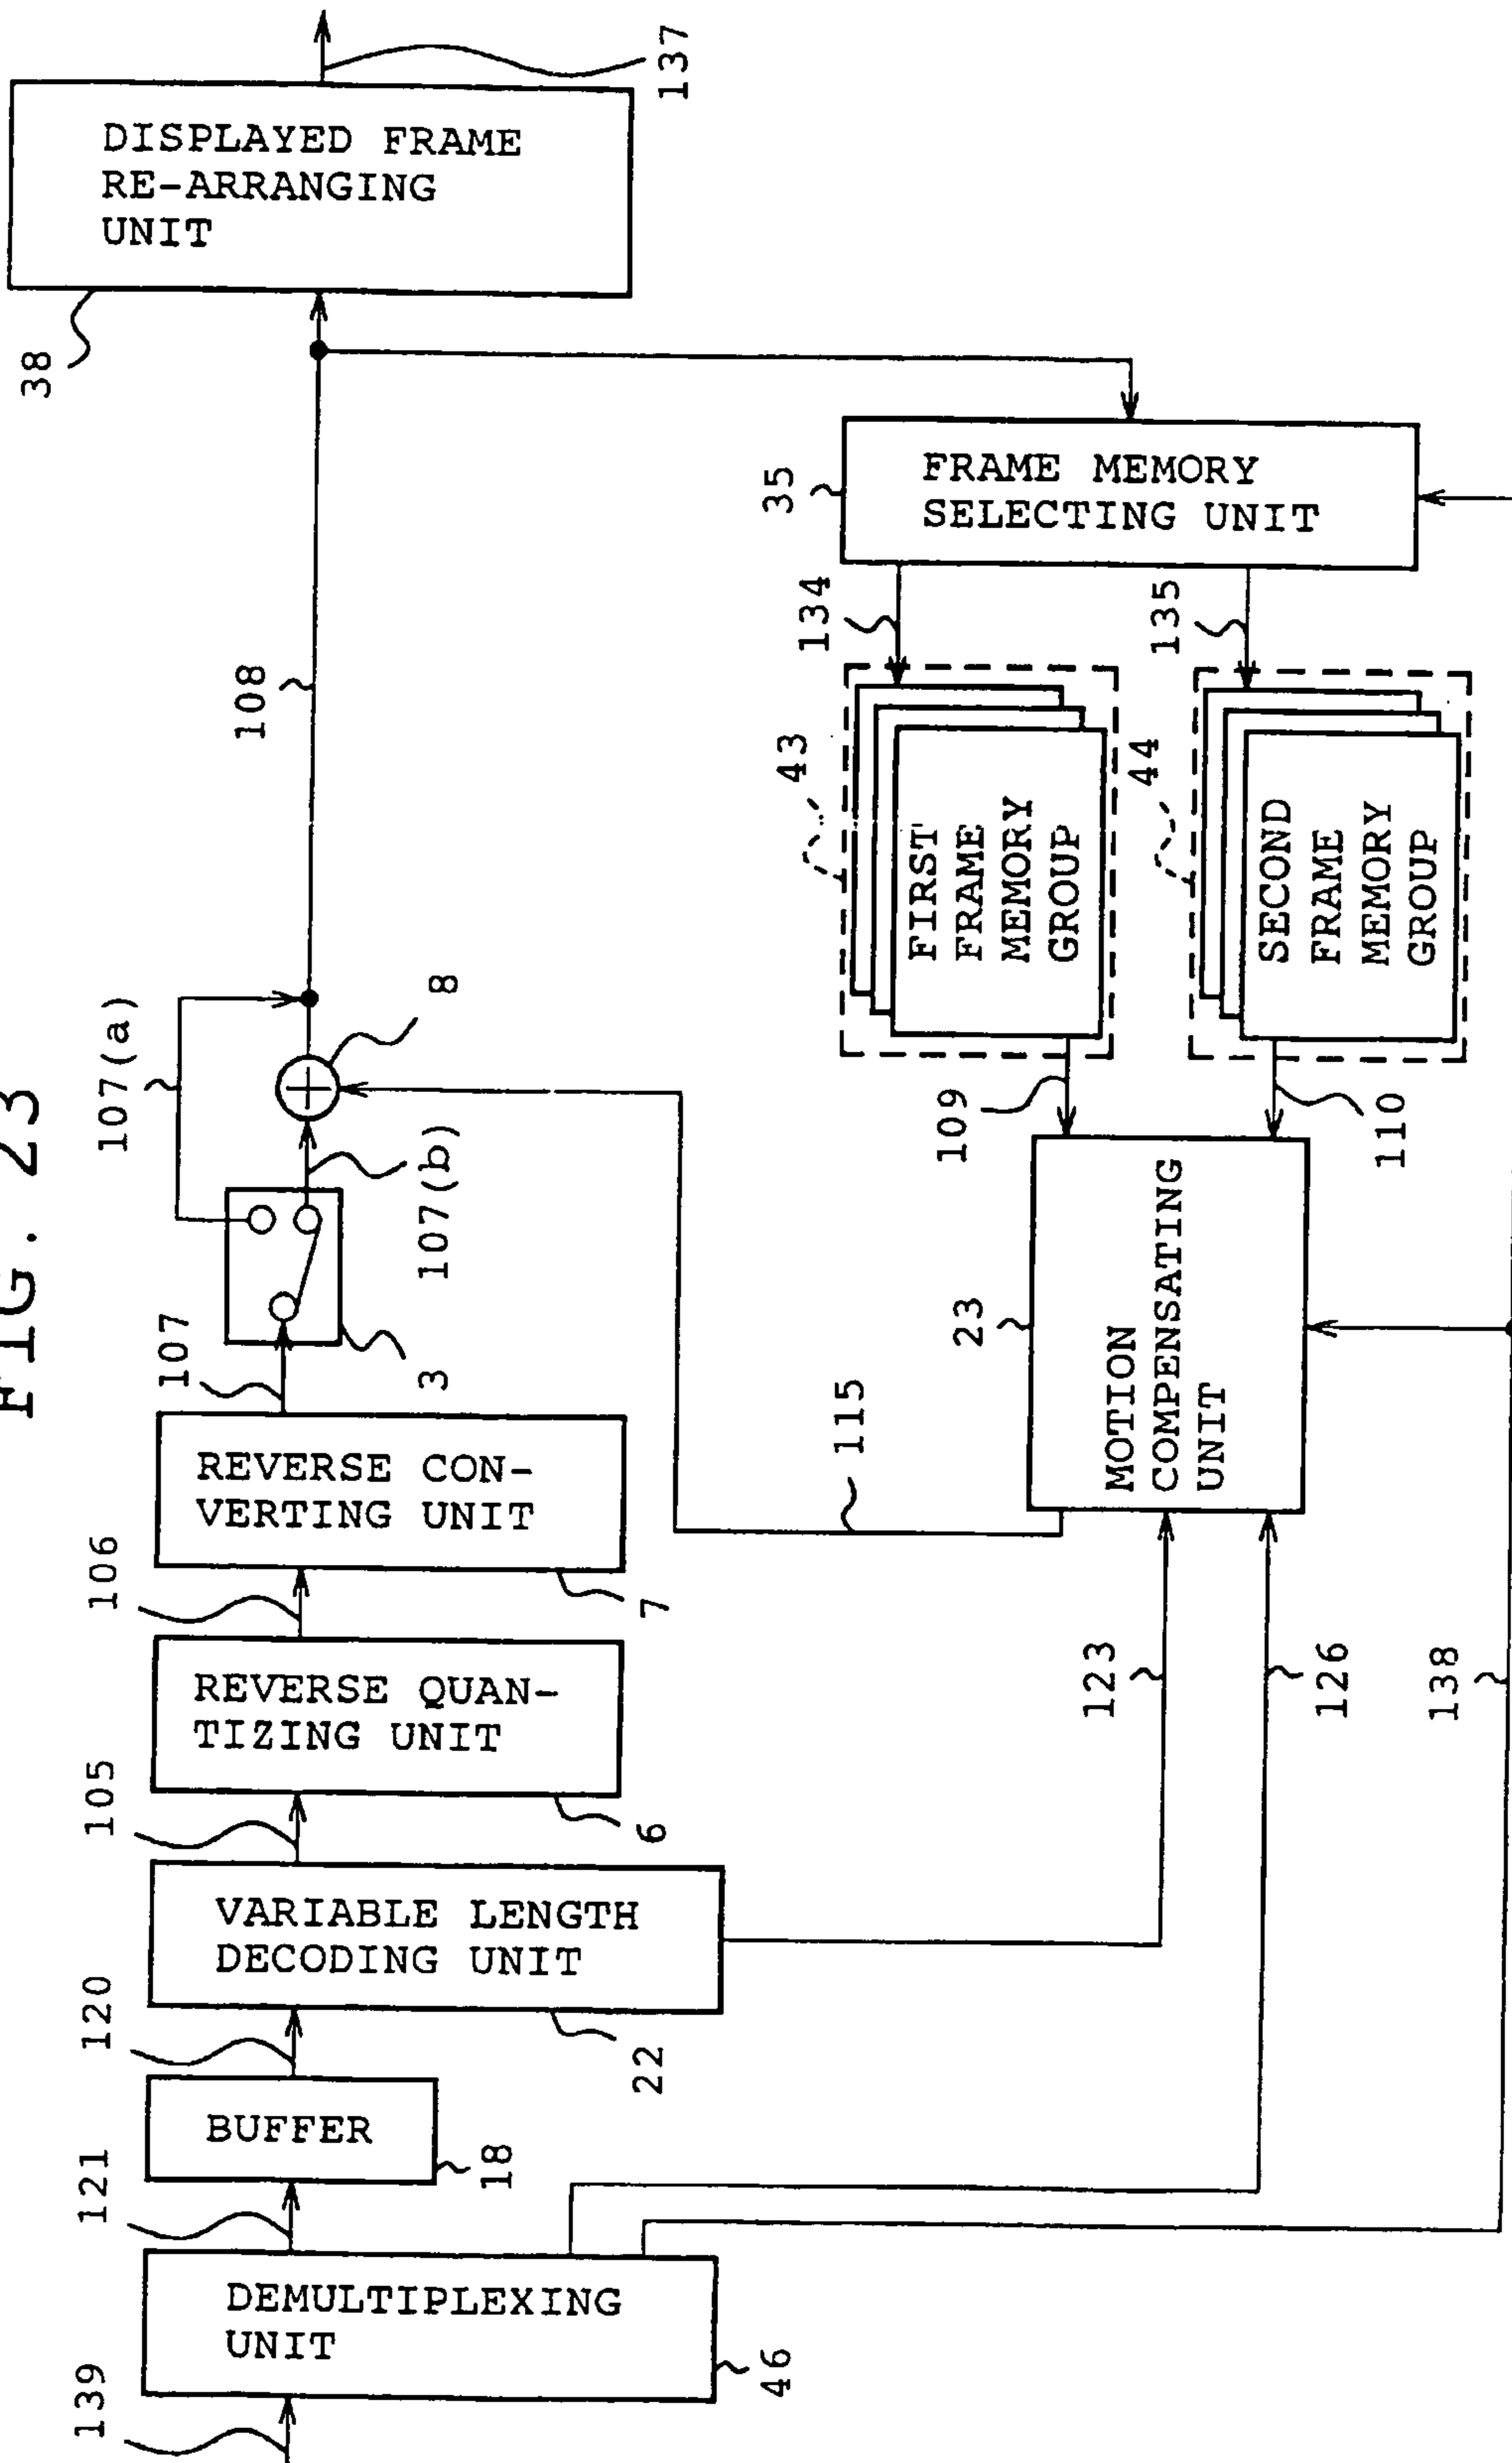 FIG. 23
139
DEMULTIPLEXING
UNIT
46
121
BUFFER
18
120
VARIABLE LENGTH
DECODING UNIT
22
105
REVERSE QUAN-
TIZING UNIT
6
106
REVERSE CON-
VERTING UNIT
7
107
3
107(a)
107(b)
8
108
38
DISPLAYED FRAME
RE-ARRANGING
UNIT
137
115
123
126
138
23
MOTION
COMPENSATING
UNIT
109
110
43
FIRST
FRAME
MEMORY
GROUP
44
SECOND
FRAME
MEMORY
GROUP
134
135
35
FRAME MEMORY
SELECTING UNIT